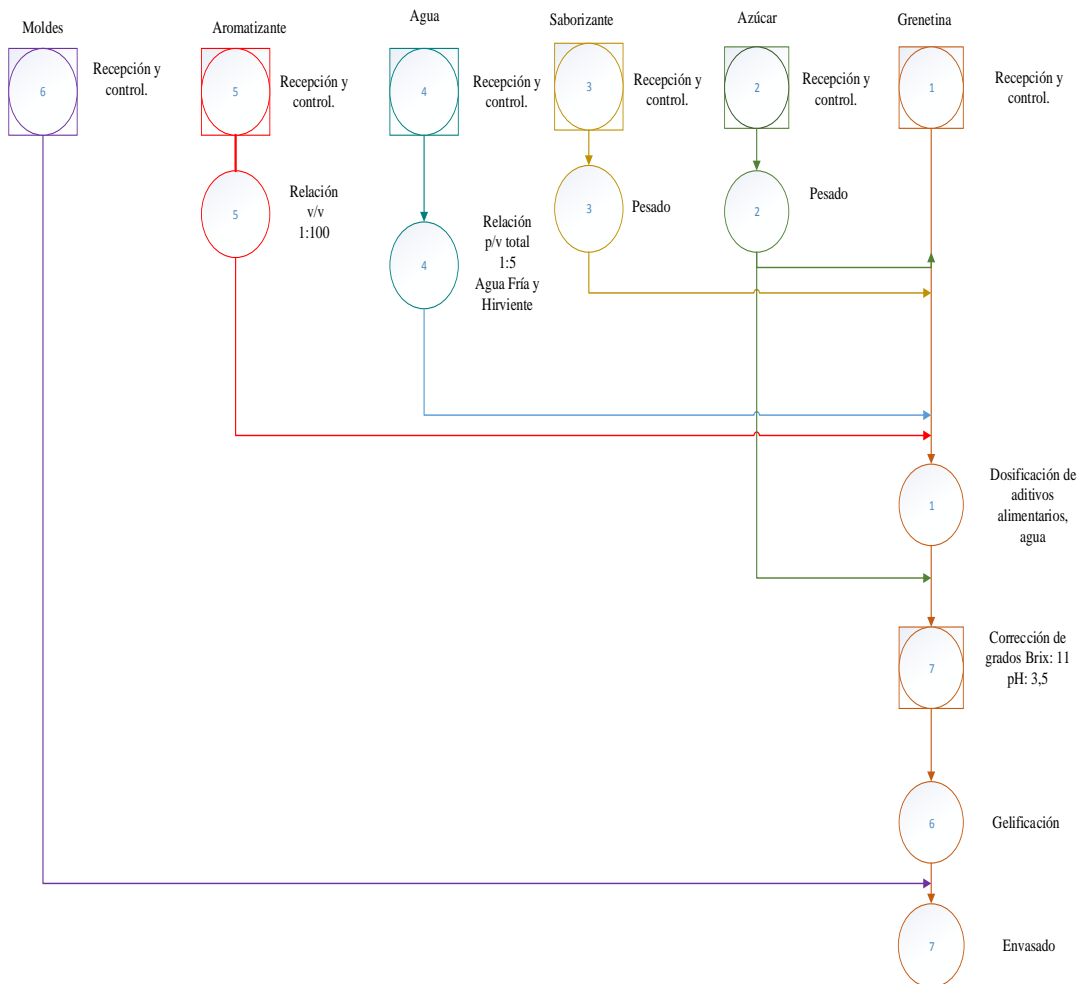 Moldes
Aromatizante
Agua
Saborizante
Azúcar
Grenetina
6
Recepción y
control.
5
Recepción y
control.
4
Recepción y
control.
3
Recepción y
control.
2
Recepción y
control.
1
Recepción y
control.
5
Relación
v/v
1:100
4
Relación
p/v total
1:5
Agua Fría y
Hirviente
3
Pesado
2
Pesado
1
Dosificación de
aditivos
alimentarios,
agua
7
Corrección de
grados Brix: 11
pH: 3,5
6
Gelificación
7
Envasado